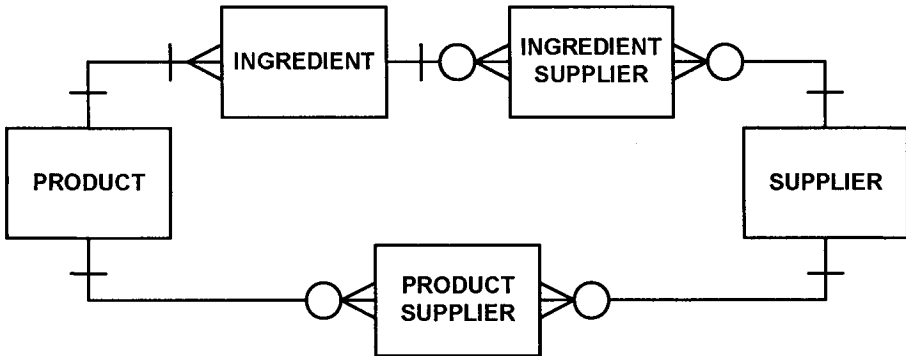 INGREDIENT
INGREDIENT
SUPPLIER
PRODUCT
SUPPLIER
PRODUCT
SUPPLIER